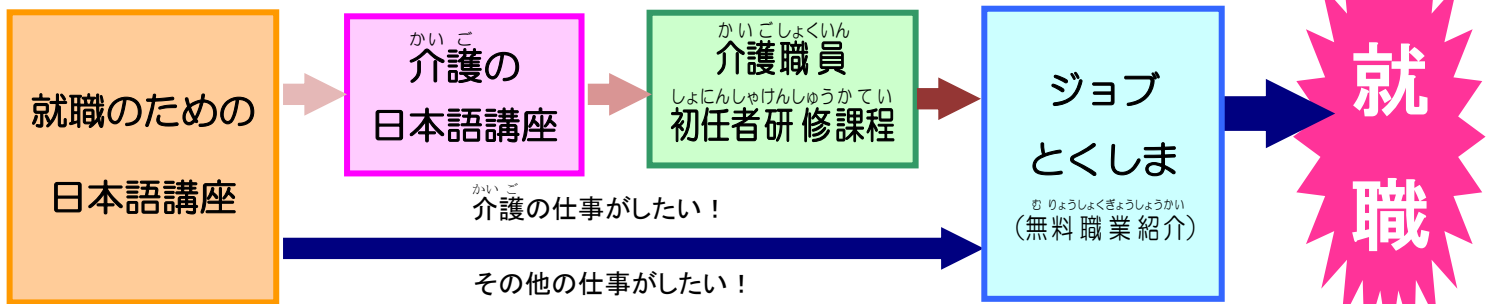 就職のための
日本語講座
かいご
介護の
日本語講座
かいごしょくいん
介護職員
しょにんしゃけんしゅうかてい
初任者研修課程
かいご
介護の仕事がしたい！
その他の仕事がしたい！
ジョブ
とくしま
むりょうしょくぎょうしょうかい
（無料職業紹介）
就
職